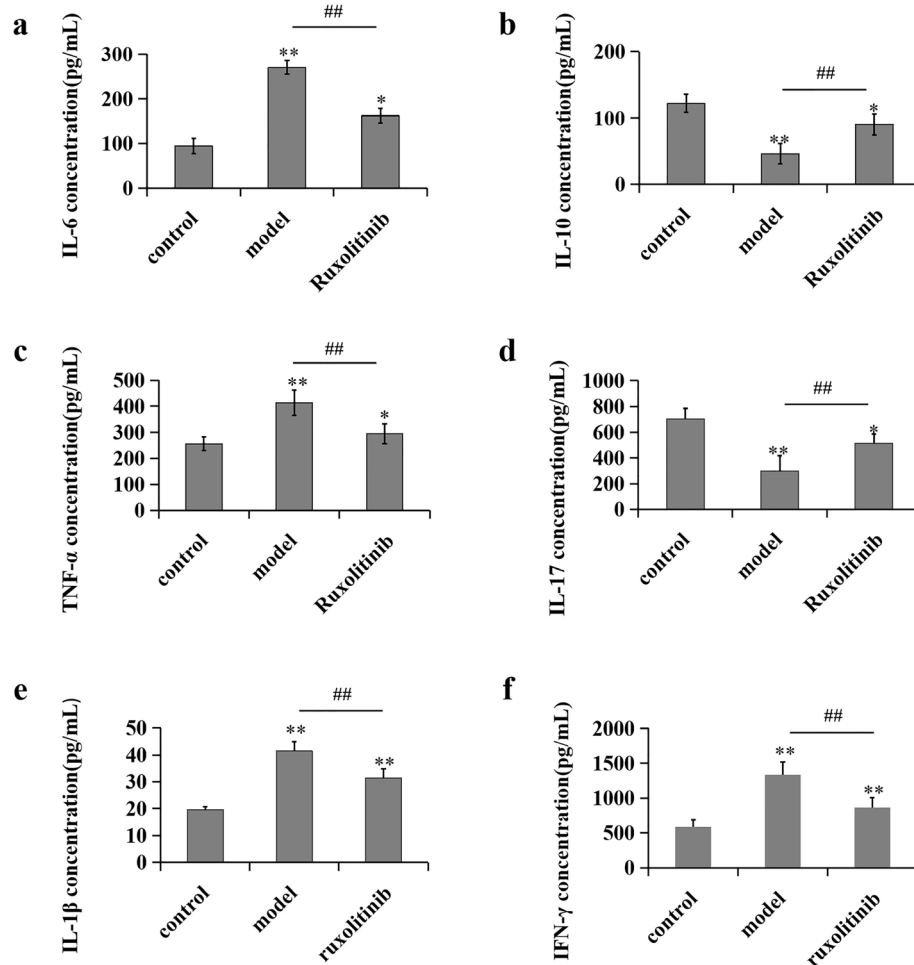 a
IL-6 concentration(pg/mL)
##
300
200
100
0
**
*
control
model
Ruxolitinib
b
IL-10 concentration(pg/mL)
##
200
100
0
**
*
control
model
Ruxolitinib
c
TNF-α concentration(pg/mL)
##
500
400
300
200
100
0
**
*
control
model
Ruxolitinib
d
IL-17 concentration(pg/mL)
##
1000
800
600
400
200
0
**
*
control
model
Ruxolitinib
e
IL-1β concentration(pg/mL)
##
50
40
30
20
10
0
**
**
control
model
ruxolitinib
f
IFN-γ concentration(pg/mL)
##
2000
1500
1000
500
0
**
**
control
model
ruxolitinib